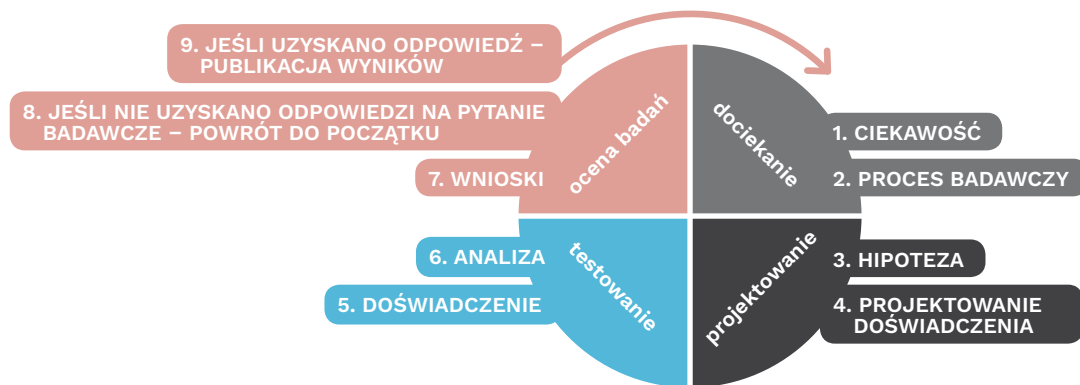 9. JEŚLI UZYSKANO ODPOWIEDŹ –
PUBLIKACJA WYNIKÓW
8. JEŚLI NIE UZYSKANO ODPOWIEDZI NA PYTANIE
BADAWCZE – POWRÓT DO POCZĄTKU
7. WNIOSKI
ocena badań
dociekanie
1. CIEKAWOŚĆ
2. PROCES BADAWCZY
6. ANALIZA
5. DOŚWIADCZENIE
testowanie
projektowanie
3. HIPOTEZA
4. PROJEKTOWANIE
DOŚWIADCZENIA